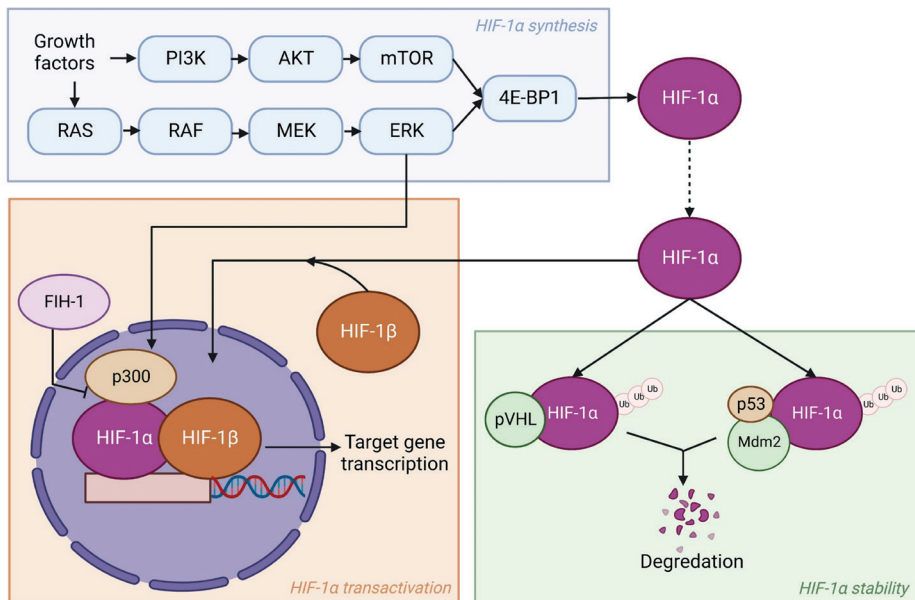 HIF-1α synthesis
Growth
factors
PI3K
AKT
mTOR
4E-BP1
HIF-1α
RAS
RAF
MEK
ERK
HIF-1α
FIH-1
HIF-1β
p300
HIF-1α
HIF-1β
Target gene
transcription
HIF-1α transactivation
pVHL
HIF-1α
Ub
Ub
Ub
p53
Mdm2
HIF-1α
Ub
Ub
Ub
Degredation
HIF-1α stability